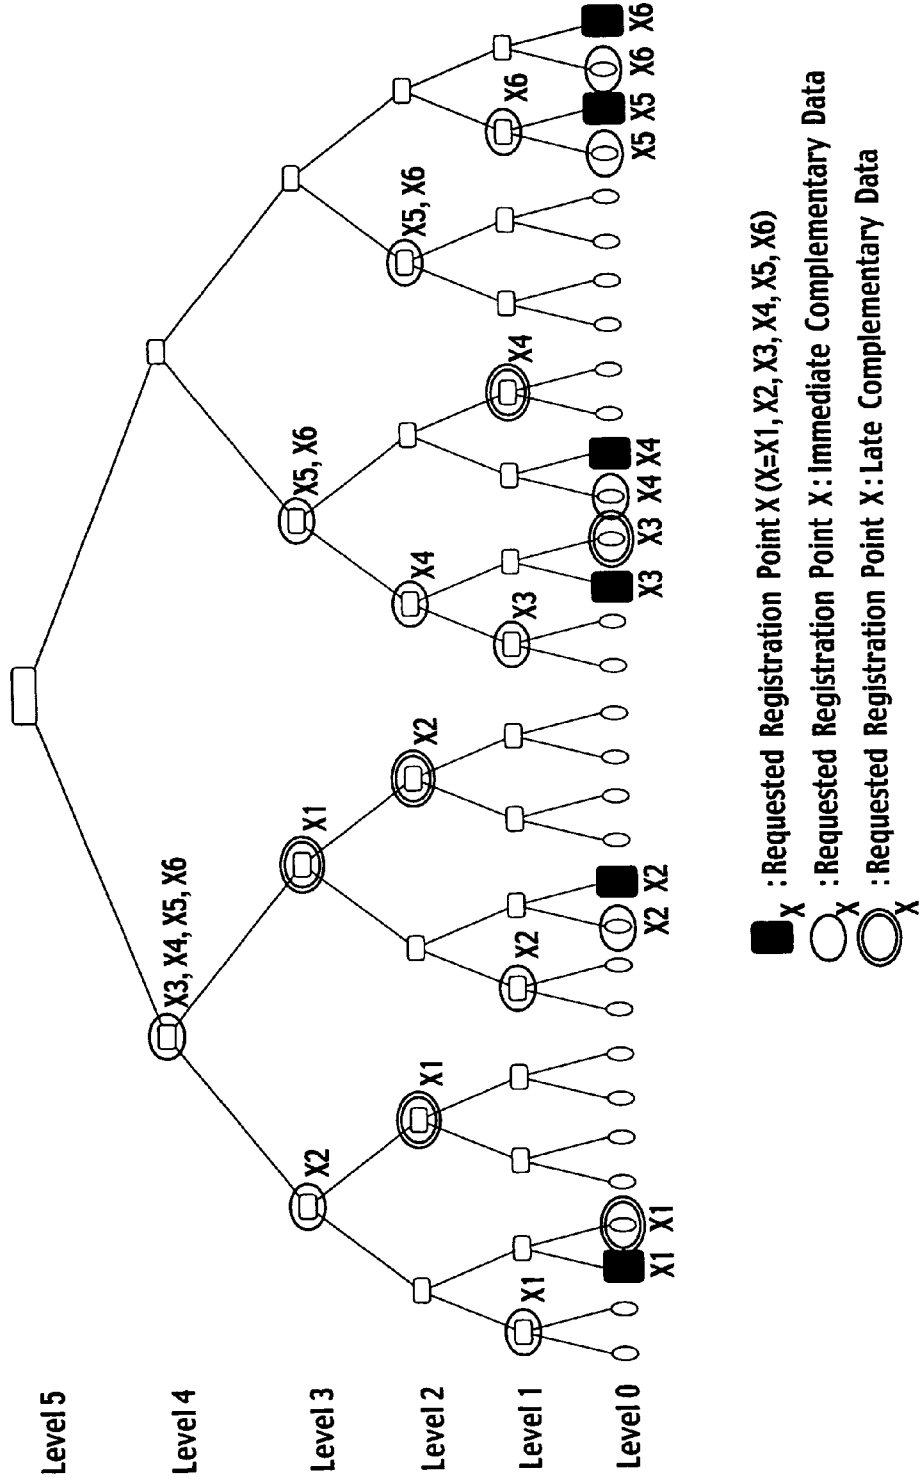 Level 5
Level 4
X3, X4, X5, X6
Level 3
X2
X1
X5, X6
Level 2
X1
X2
X4
X5, X6
Level 1
X1
X2
X3
X4
X6
Level 0
X1
X1
X2
X2
X3
X3
X4
X4
X5
X5
X6
X6
X : Requested Registration Point X (X=X1, X2, X3, X4, X5, X6)
X : Requested Registration Point X : Immediate Complementary Data
X : Requested Registration Point X : Late Complementary Data